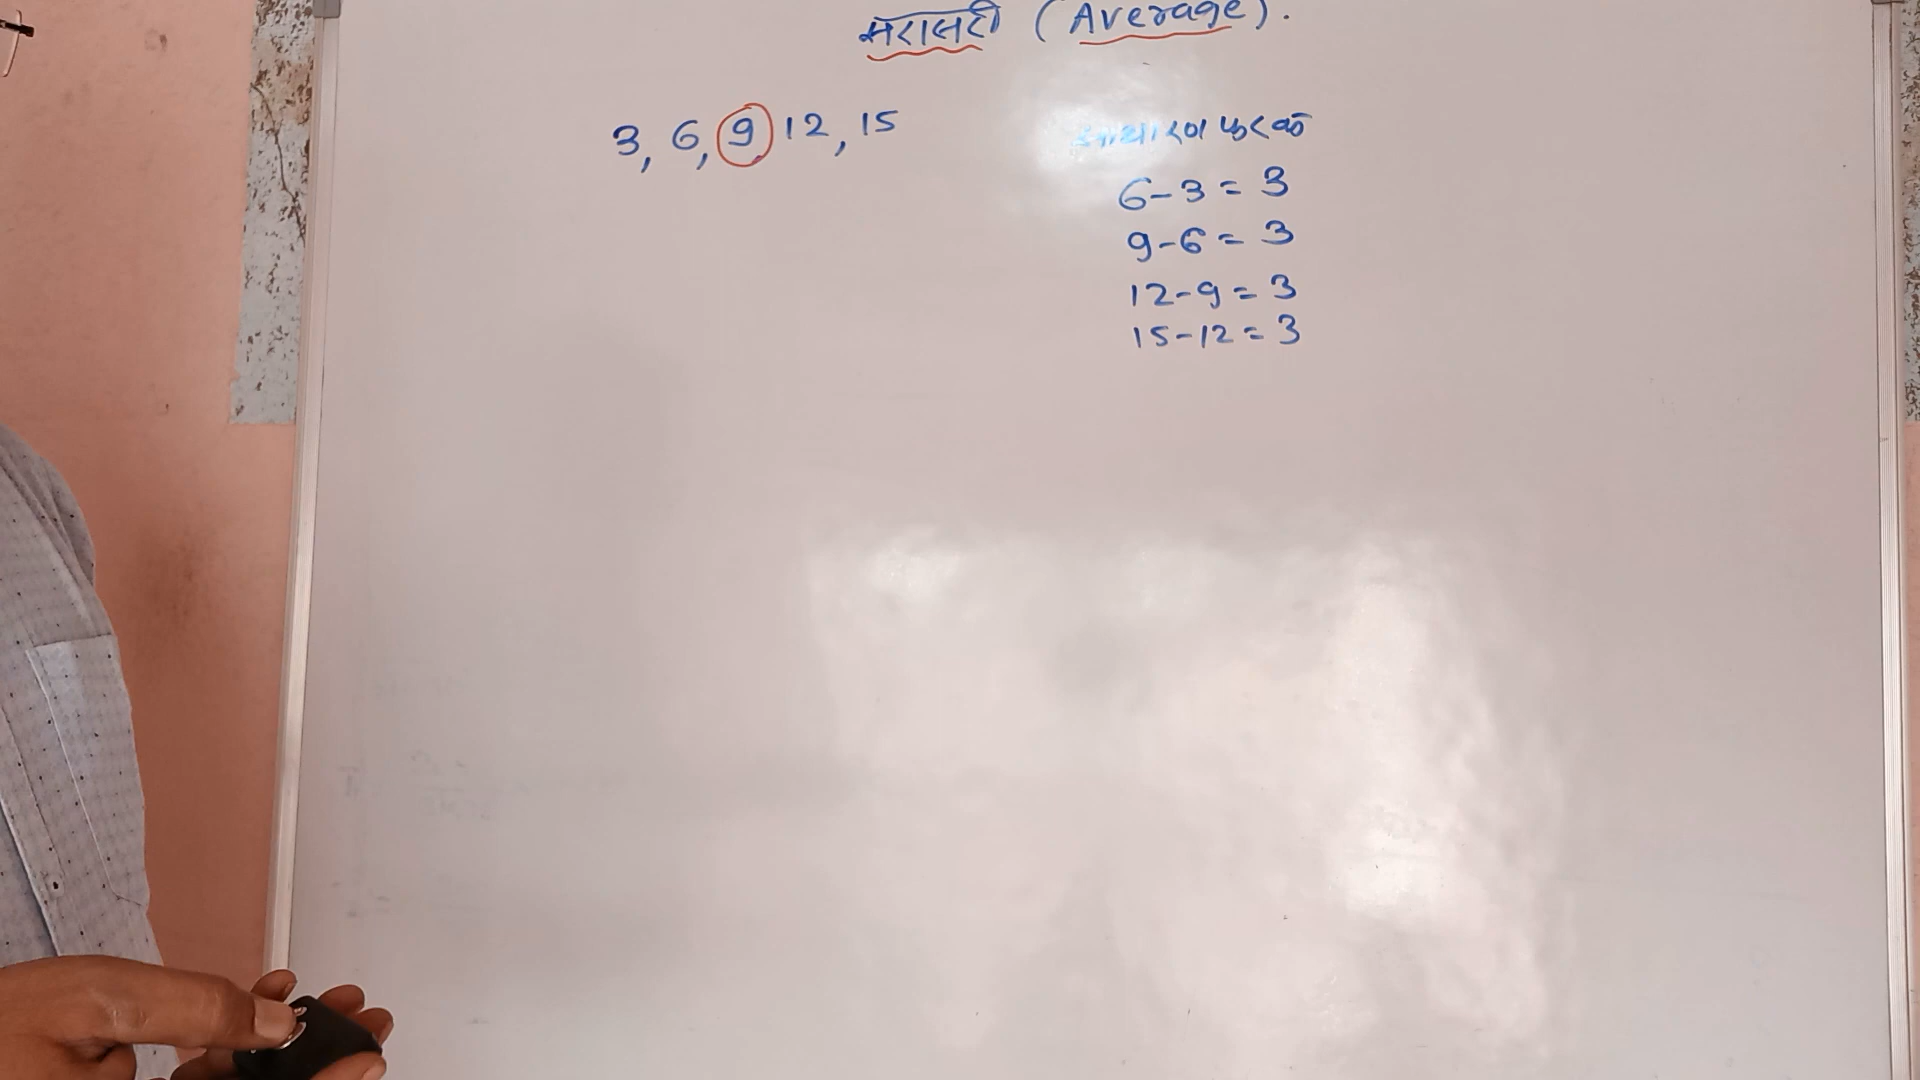 सरासरी (Average).
3, 6, 9, 12, 15
साधारण फरक
6-3=3
9-6=3
12-9=3
15-12=3